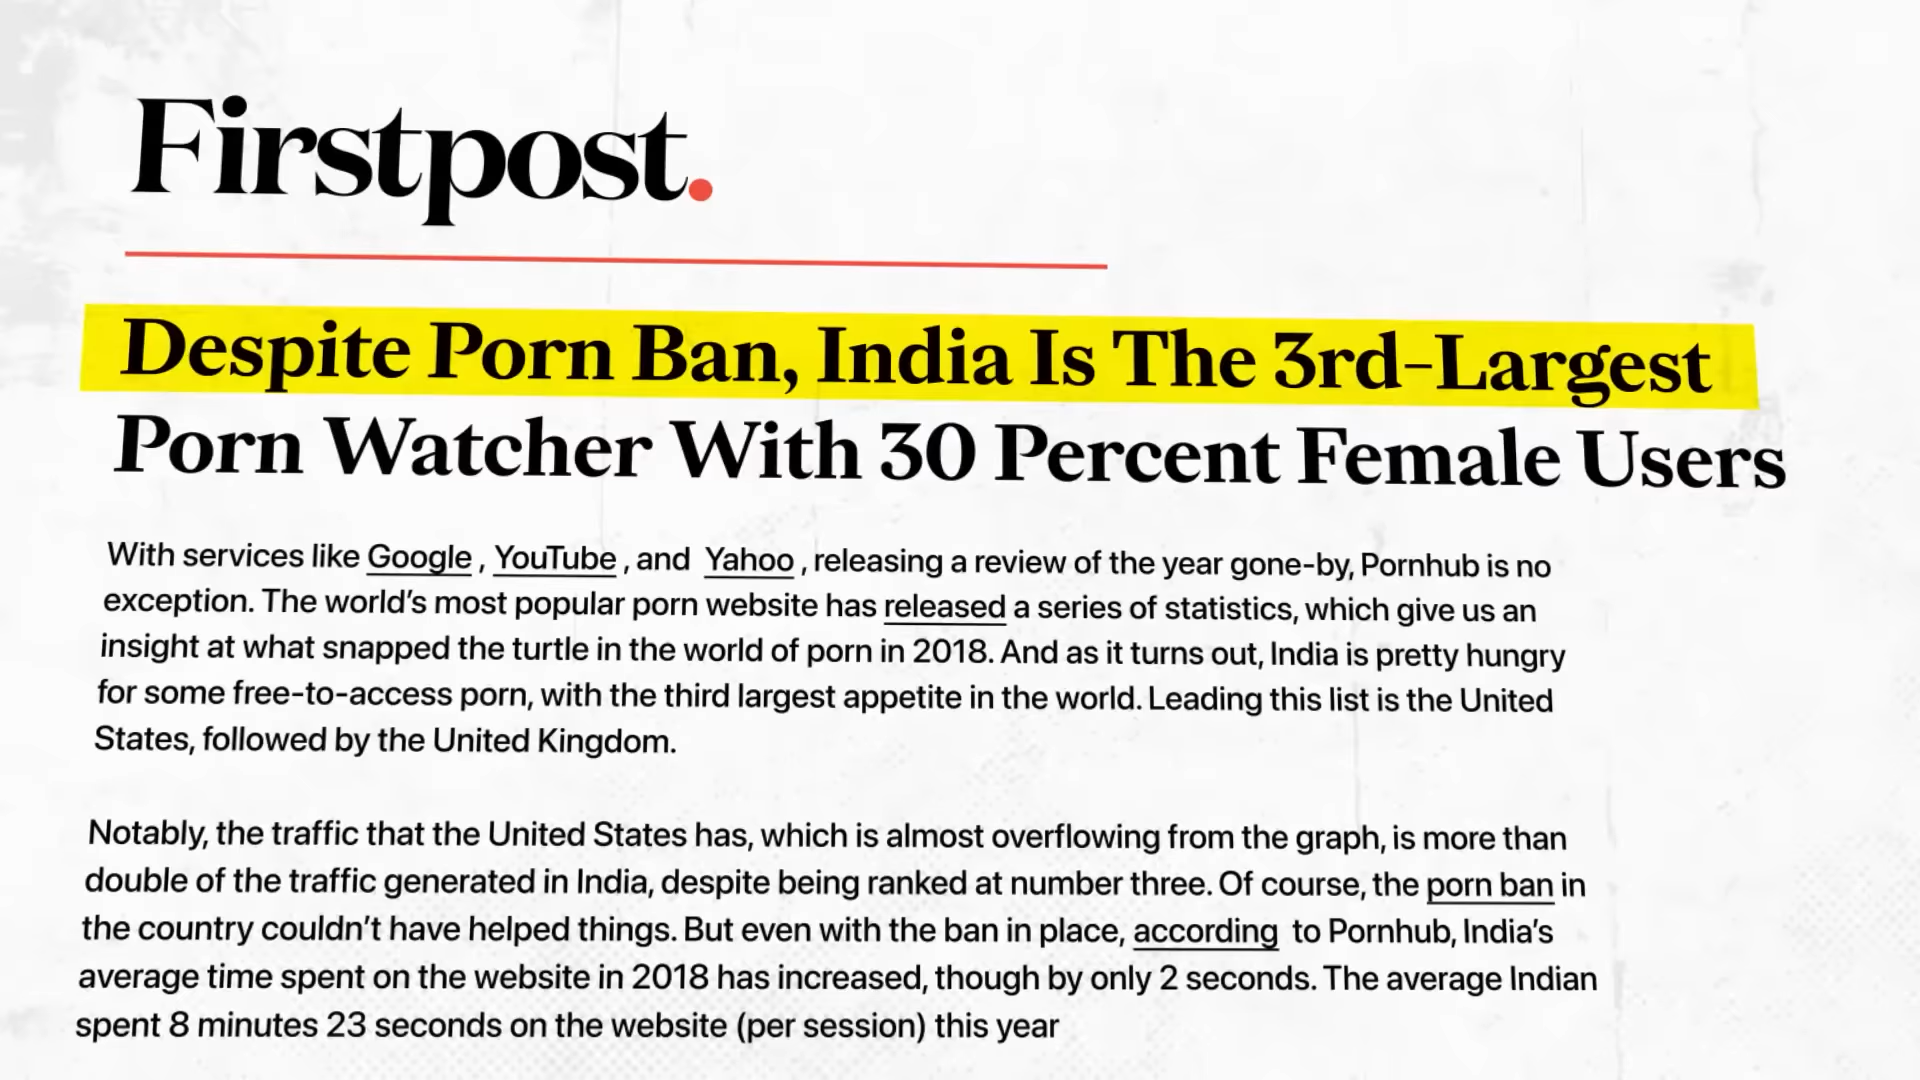 Firstpost.
Despite Porn Ban, India Is The 3rd-Largest
Porn Watcher With 30 Percent Female Users
With services like Google , YouTube , and Yahoo , releasing a review of the year gone-by, Pornhub is no
exception. The world's most popular porn website has released a series of statistics, which give us an
insight at what snapped the turtle in the world of porn in 2018. And as it turns out, India is pretty hungry
for some free-to-access porn, with the third largest appetite in the world. Leading this list is the United
States, followed by the United Kingdom.
Notably, the traffic that the United States has, which is almost overflowing from the graph, is more than
double of the traffic generated in India, despite being ranked at number three. Of course, the porn ban in
the country couldn't have helped things. But even with the ban in place, according to Pornhub, India's
average time spent on the website in 2018 has increased, though by only 2 seconds. The average Indian
spent 8 minutes 23 seconds on the website (per session) this year